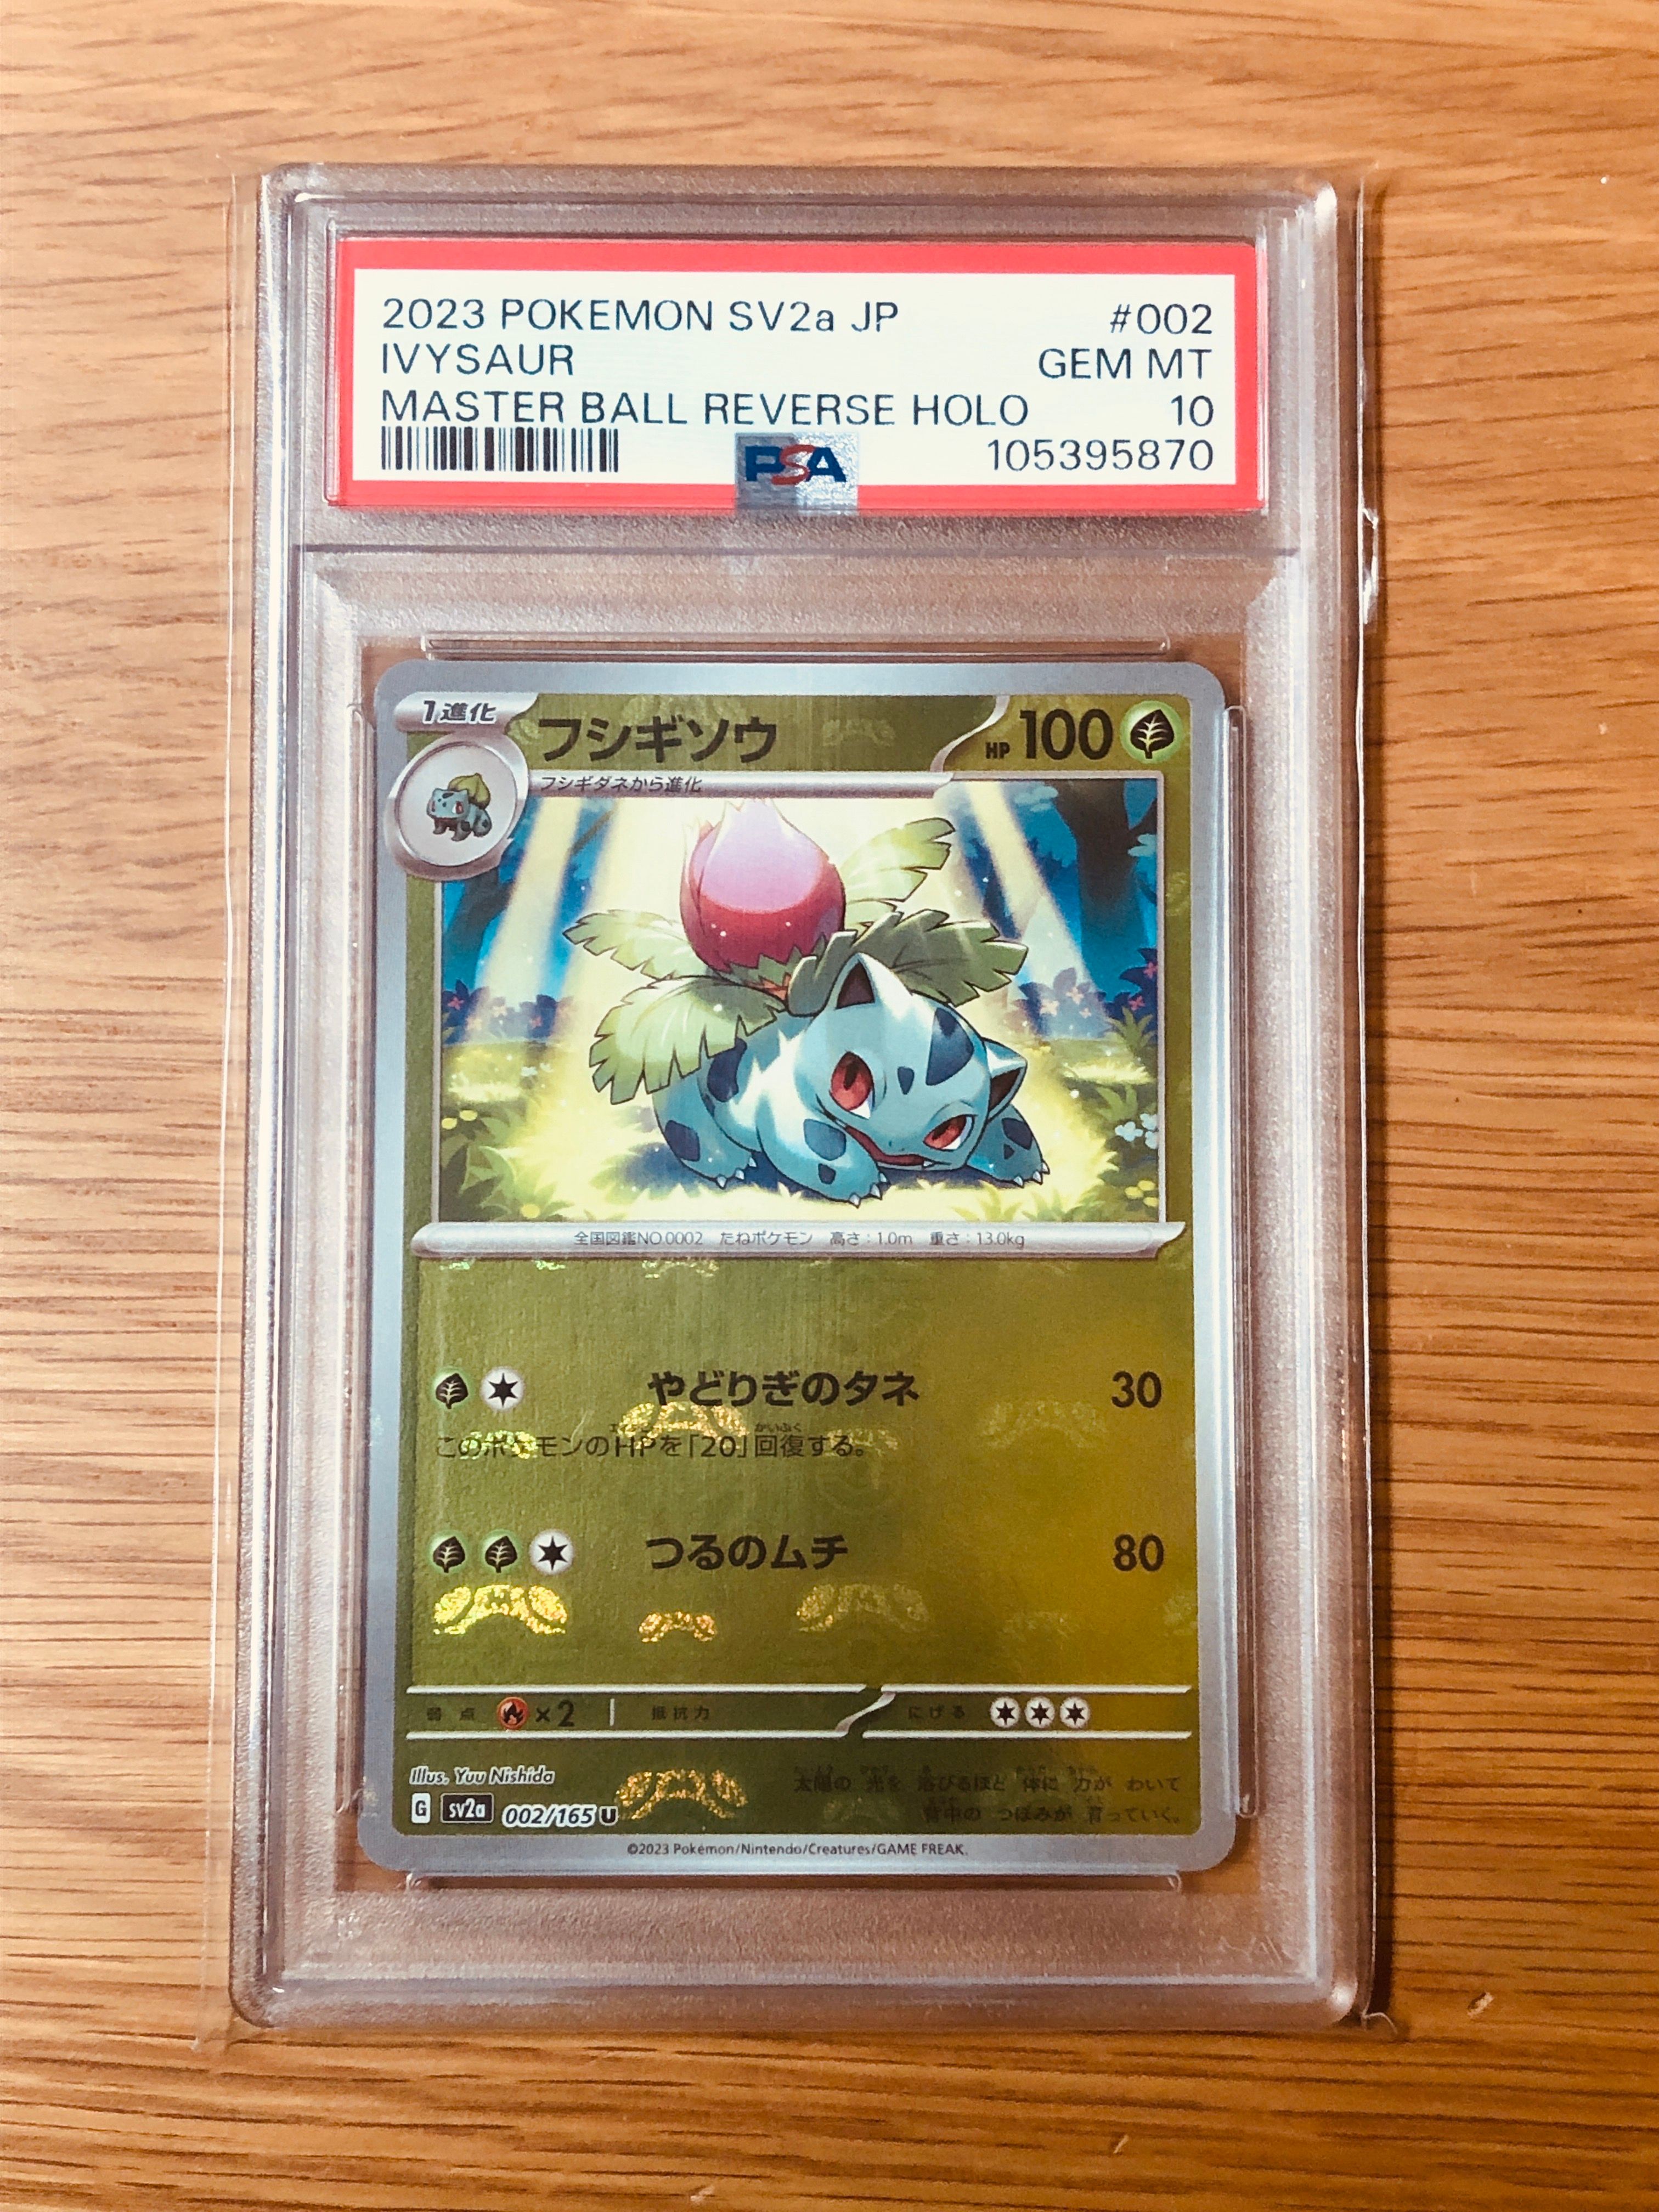 2023 POKEMON SV2a JP #002
IVYSAUR GEM MT
MASTER BALL REVERSE HOLO 10
PSA 105395870
1進化 フシギソウ HP 100
フシギダネから進化
全国図鑑NO.0002 たねポケモン 高さ:1.0m 重さ:13.0kg
やどりぎのタネ 30
このポケモンのHPを「20」回復する。
かいふく
つるのムチ 80
弱点 ×2 抵抗力 にげる
Illus. Yuu Nishida
太陽の 光を 浴びるほど 体に 力が わいて
背中の つぼみが 育っていく。
G sv2a 002/165 U
©2023 Pokémon/Nintendo/Creatures/GAME FREAK.